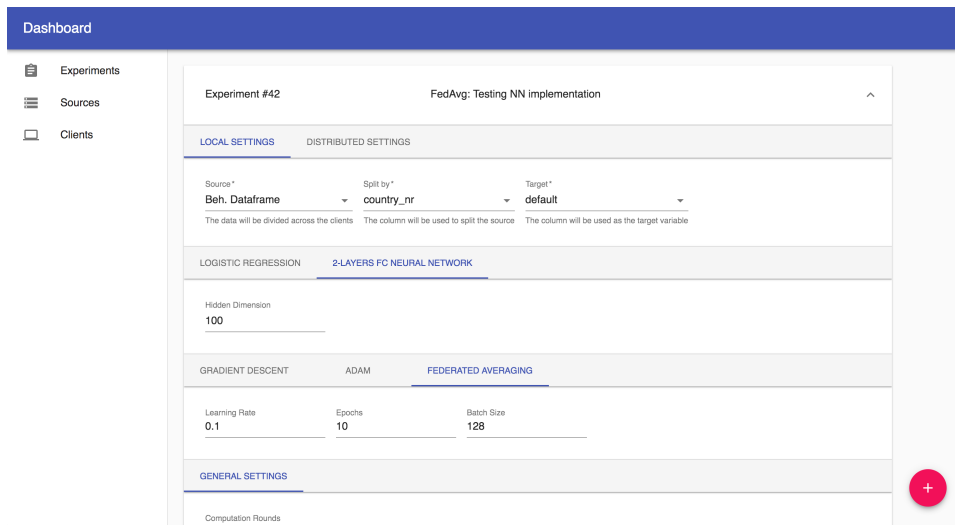 Dashboard
Experiments
Sources
Clients
Experiment #42 FedAvg: Testing NN implementation
LOCAL SETTINGS DISTRIBUTED SETTINGS
Source* Split by* Target*
Beh. Dataframe country_nr default
The data will be divided across the clients The column will be used to split the source The column will be used as the target variable
LOGISTIC REGRESSION 2-LAYERS FC NEURAL NETWORK
Hidden Dimension
100
GRADIENT DESCENT ADAM FEDERATED AVERAGING
Learning Rate Epochs Batch Size
0.1 10 128
GENERAL SETTINGS
Computation Rounds